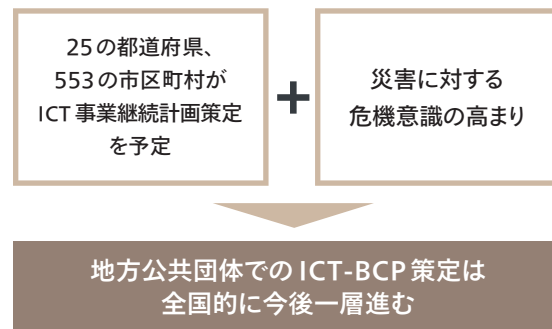 25の都道府県、
553の市区町村が
ICT事業継続計画策定
を予定
+
災害に対する
危機意識の高まり
地方公共団体でのICT-BCP策定は
全国的に今後一層進む